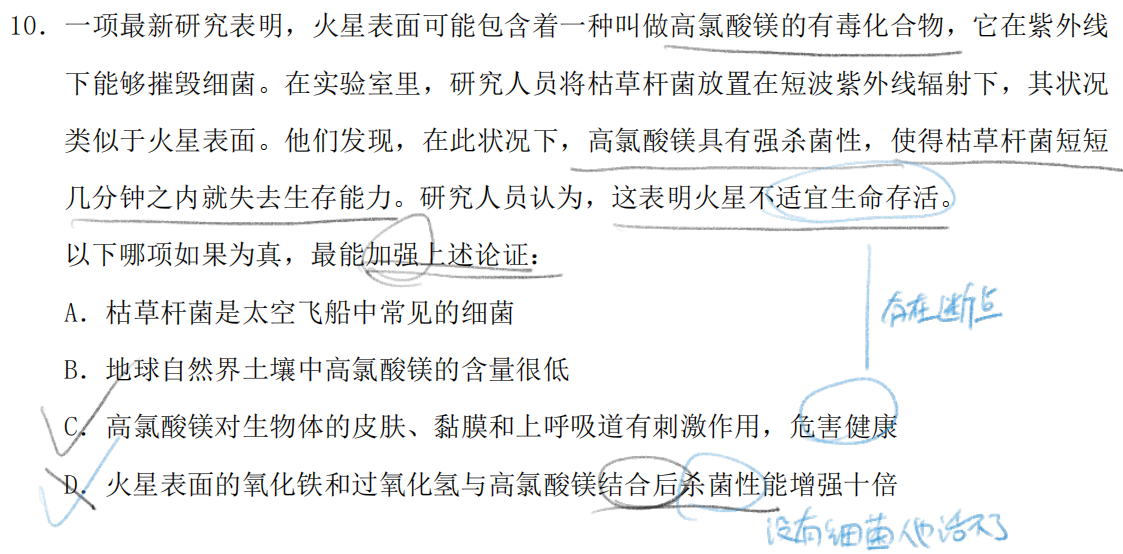 10. 一项最新研究表明，火星表面可能包含着一种叫做高氯酸镁的有毒化合物，它在紫外线
下能够摧毁细菌。在实验室里，研究人员将枯草杆菌放置在短波紫外线辐射下，其状况
类似于火星表面。他们发现，在此状况下，高氯酸镁具有强杀菌性，使得枯草杆菌短短
几分钟之内就失去生存能力。研究人员认为，这表明火星不适宜生命存活。
以下哪项如果为真，最能加强上述论证：
A. 枯草杆菌是太空飞船中常见的细菌
存在断点
B. 地球自然界土壤中高氯酸镁的含量很低
C. 高氯酸镁对生物体的皮肤、黏膜和上呼吸道有刺激作用，危害健康
D. 火星表面的氧化铁和过氧化氢与高氯酸镁结合后杀菌性能增强十倍
没有细菌人也活不了